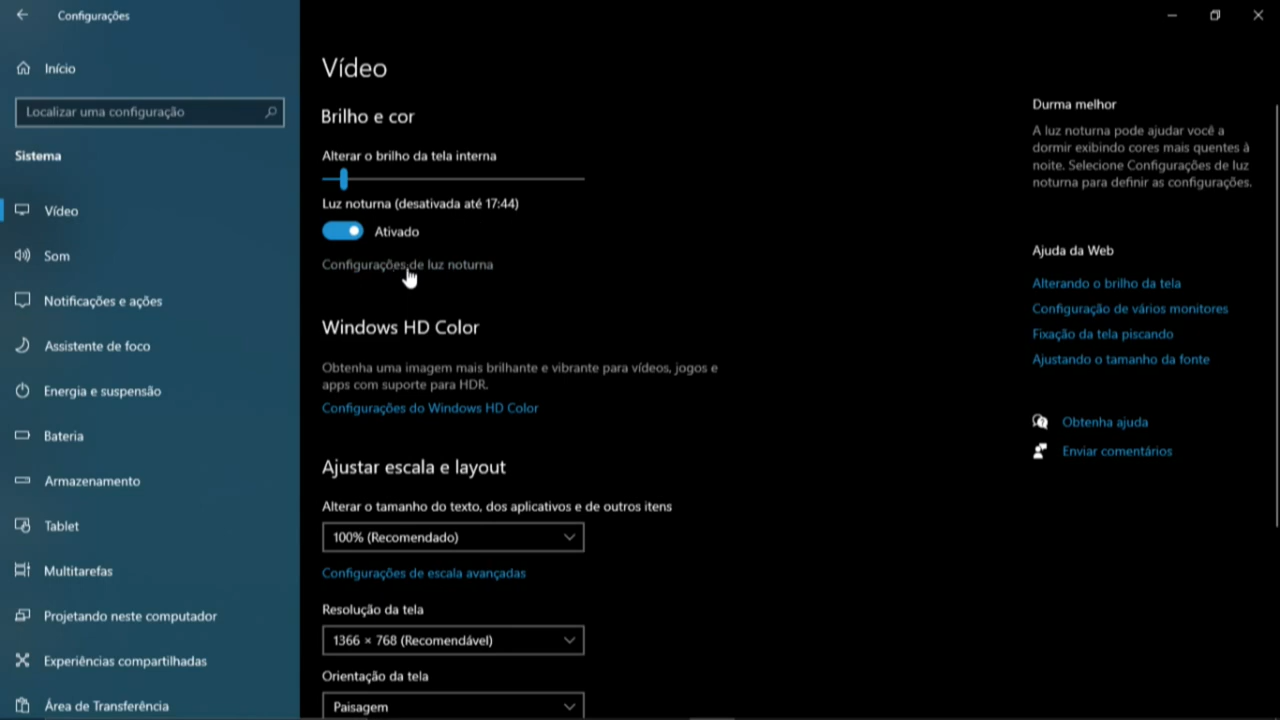 Configurações
Início
Localizar uma configuração
Sistema
Vídeo
Som
Notificações e ações
Assistente de foco
Energia e suspensão
Bateria
Armazenamento
Tablet
Multitarefas
Projetando neste computador
Experiências compartilhadas
Área de Transferência
Vídeo
Brilho e cor
Alterar o brilho da tela interna
Luz noturna (desativada até 17:44)
Ativado
Configurações de luz noturna
Windows HD Color
Obtenha uma imagem mais brilhante e vibrante para vídeos, jogos e
apps com suporte para HDR.
Configurações do Windows HD Color
Ajustar escala e layout
Alterar o tamanho do texto, dos aplicativos e de outros itens
100% (Recomendado)
Configurações de escala avançadas
Resolução da tela
1366 × 768 (Recomendável)
Orientação da tela
Paisagem
Durma melhor
A luz noturna pode ajudar você a
dormir exibindo cores mais quentes à
noite. Selecione Configurações de luz
noturna para definir as configurações.
Ajuda da Web
Alterando o brilho da tela
Configuração de vários monitores
Fixação da tela piscando
Ajustando o tamanho da fonte
Obtenha ajuda
Enviar comentários